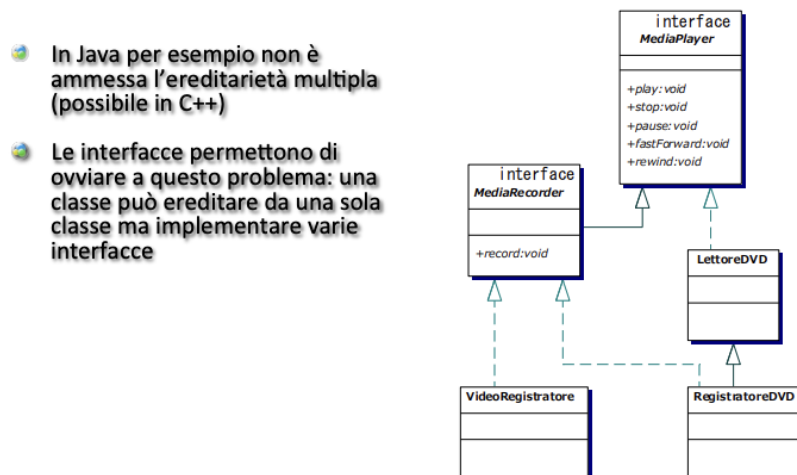 In Java per esempio non è
ammessa l'ereditarietà multipla
(possibile in C++)
Le interfacce permettono di
ovviare a questo problema: una
classe può ereditare da una sola
classe ma implementare varie
interfacce
interface
MediaPlayer
+play:void
+stop:void
+pause:void
+fastForward:void
+rewind:void
interface
MediaRecorder
+record:void
LettoreDVD
VideoRegistratore
RegistratoreDVD